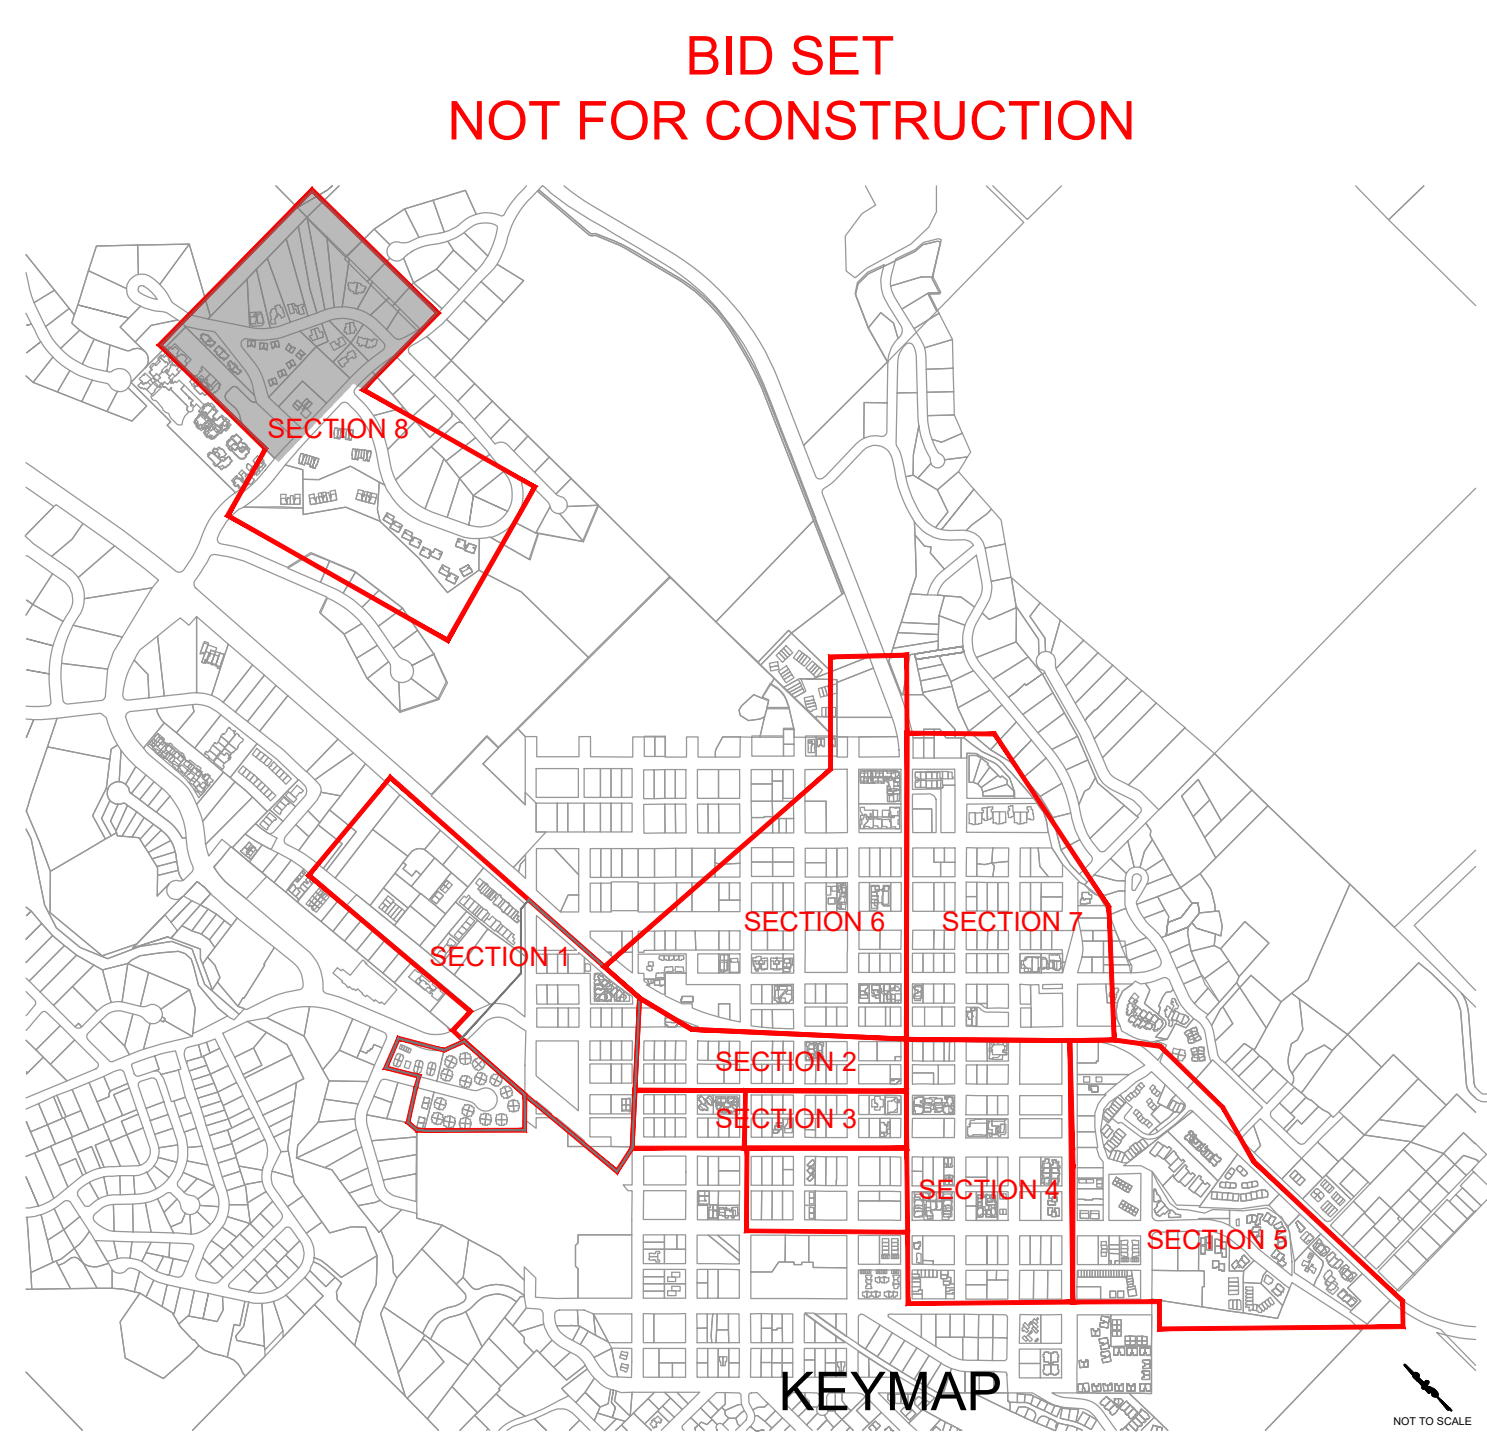 BID SET
NOT FOR CONSTRUCTION
SECTION 8
SECTION 6
SECTION 7
SECTION 1
SECTION 2
SECTION 3
SECTION 4
SECTION 5
KEYMAP
NOT TO SCALE